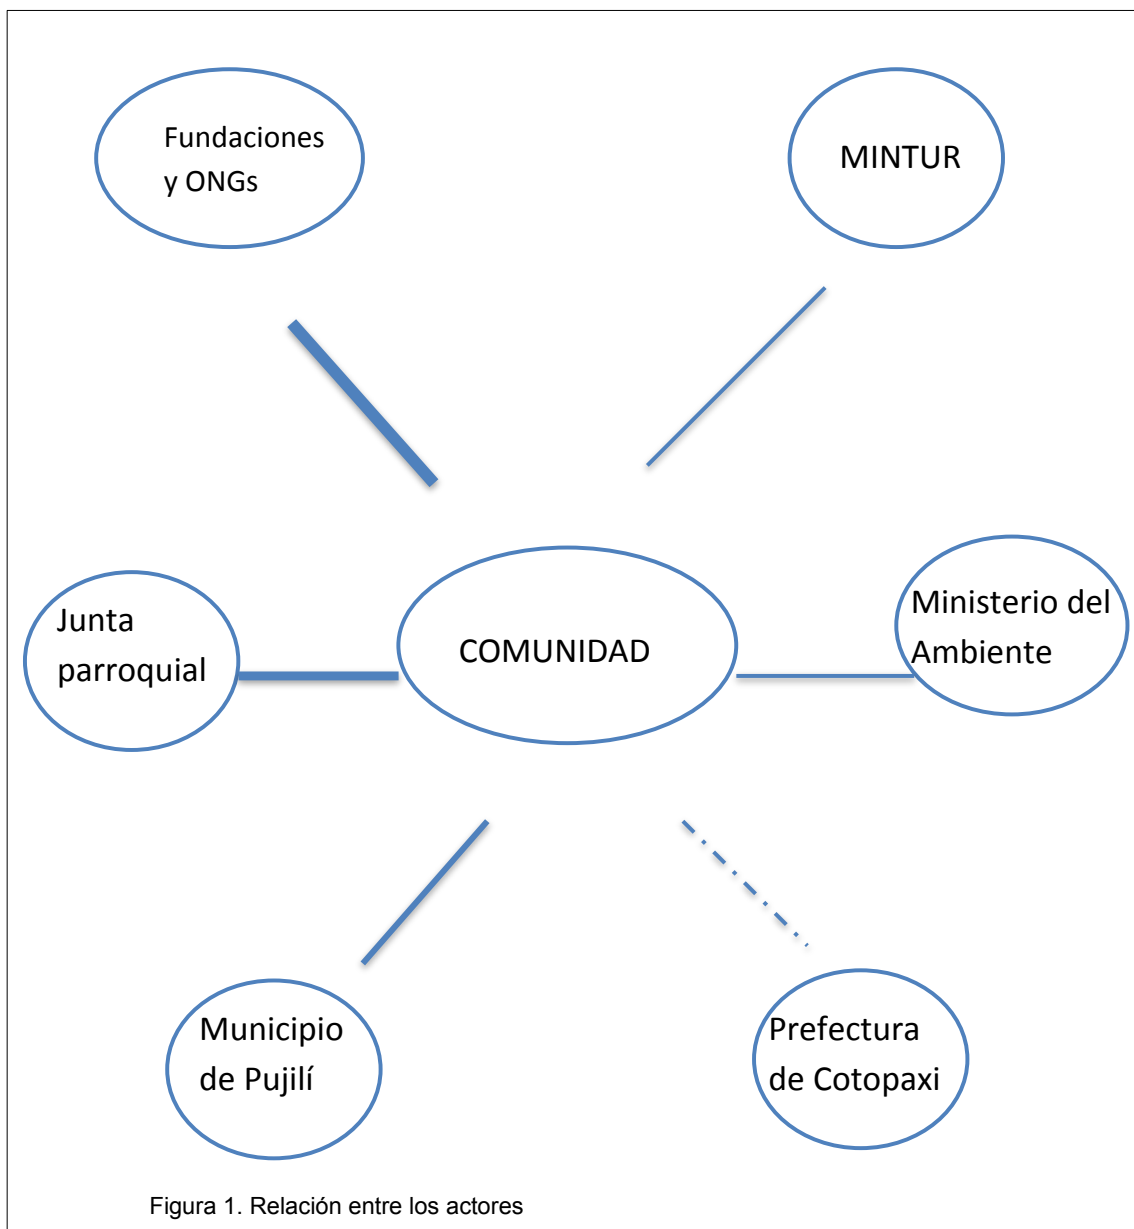 Fundaciones
y ONGs
MINTUR
Junta
parroquial
COMUNIDAD
Ministerio del
Ambiente
Municipio
de Pujilí
Prefectura
de Cotopaxi
Figura 1. Relación entre los actores